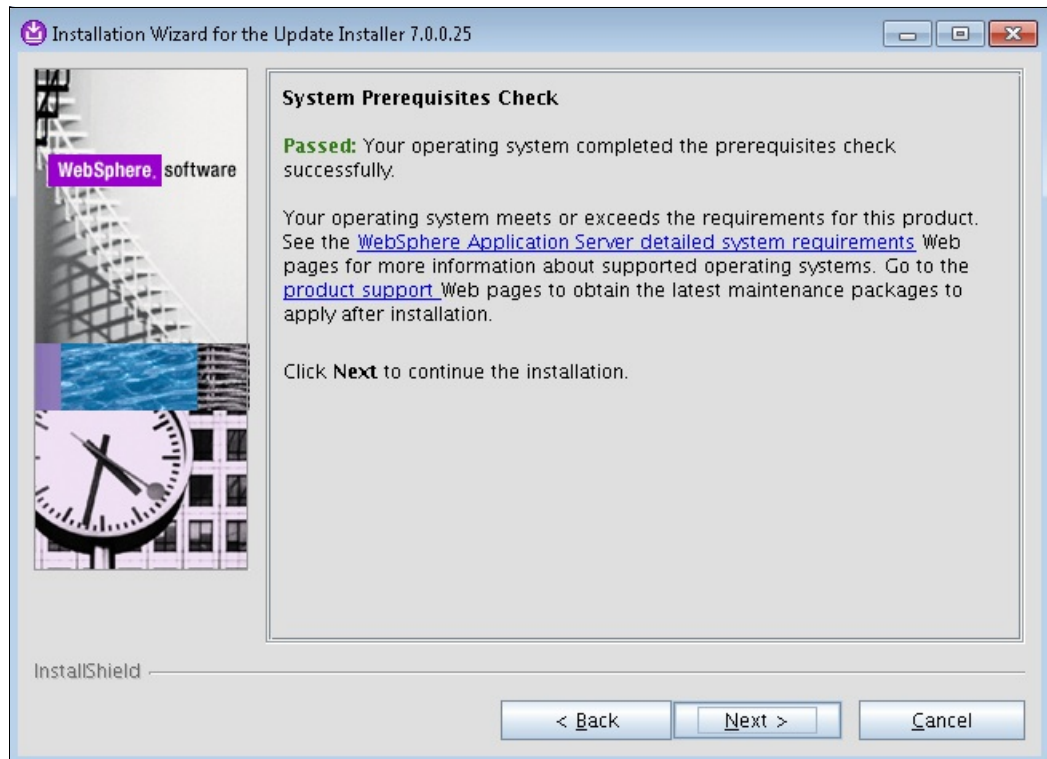 Installation Wizard for the Update Installer 7.0.0.25
WebSphere. software
System Prerequisites Check
Passed: Your operating system completed the prerequisites check
successfully.
Your operating system meets or exceeds the requirements for this product.
See the WebSphere Application Server detailed system requirements Web
pages for more information about supported operating systems. Go to the
product support Web pages to obtain the latest maintenance packages to
apply after installation.
Click Next to continue the installation.
InstallShield
< Back
Next >
Cancel